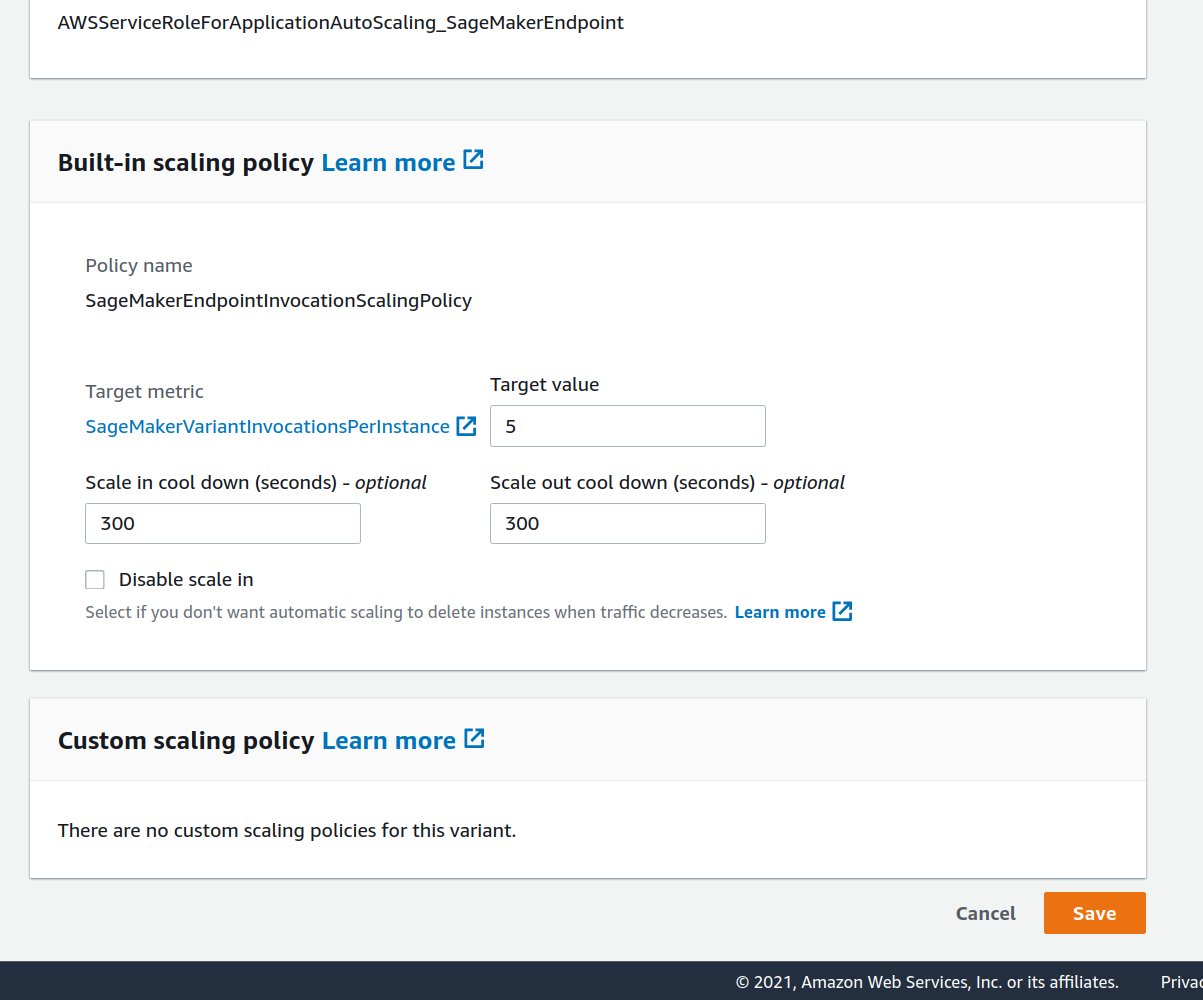 AWSServiceRoleForApplicationAutoScaling_SageMakerEndpoint
Built-in scaling policy Learn more
Policy name
SageMakerEndpointInvocationScalingPolicy
Target metric
Target value
SageMakerVariantInvocationsPerInstance
5
Scale in cool down (seconds) - optional
Scale out cool down (seconds) - optional
300
300
Disable scale in
Select if you don't want automatic scaling to delete instances when traffic decreases. Learn more
Custom scaling policy Learn more
There are no custom scaling policies for this variant.
Cancel
Save
© 2021, Amazon Web Services, Inc. or its affiliates.